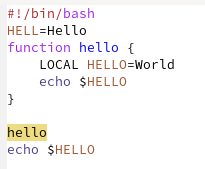 #!/bin/bash
HELL=Hello
function hello {
    LOCAL HELLO=World
    echo $HELLO
}
hello
echo $HELLO